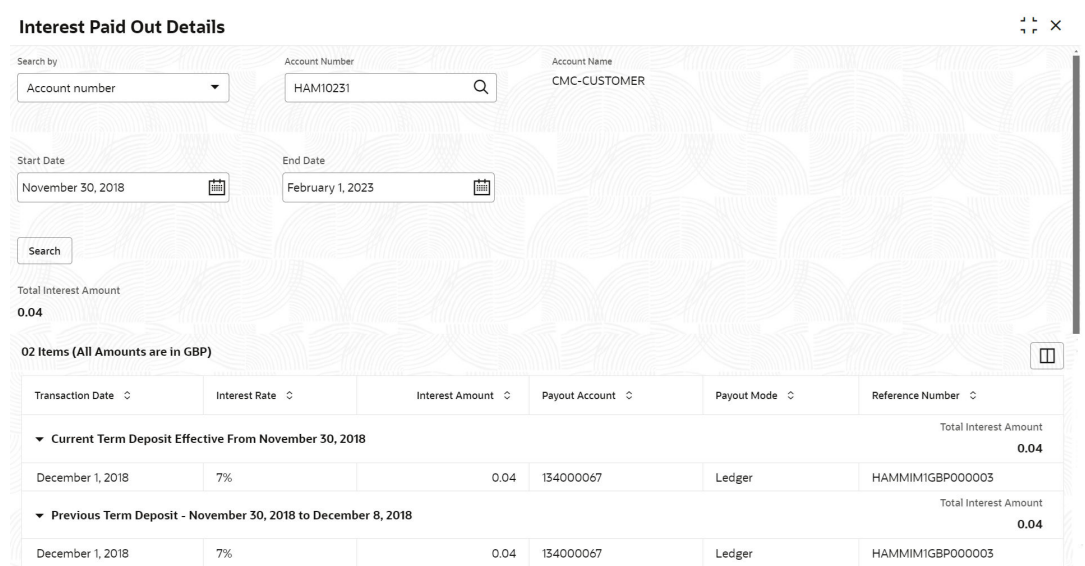 Interest Paid Out Details
Search by Account Number Account Name
Account number HAM10231 CMC-CUSTOMER
Start Date End Date
November 30, 2018 February 1, 2023
Search
Total Interest Amount
0.04
02 Items (All Amounts are in GBP)
Transaction Date Interest Rate Interest Amount Payout Account Payout Mode Reference Number
Current Term Deposit Effective From November 30, 2018 Total Interest Amount
0.04
December 1, 2018 7% 0.04 134000067 Ledger HAMMIM1GBP000003
Previous Term Deposit - November 30, 2018 to December 8, 2018 Total Interest Amount
0.04
December 1, 2018 7% 0.04 134000067 Ledger HAMMIM1GBP000003